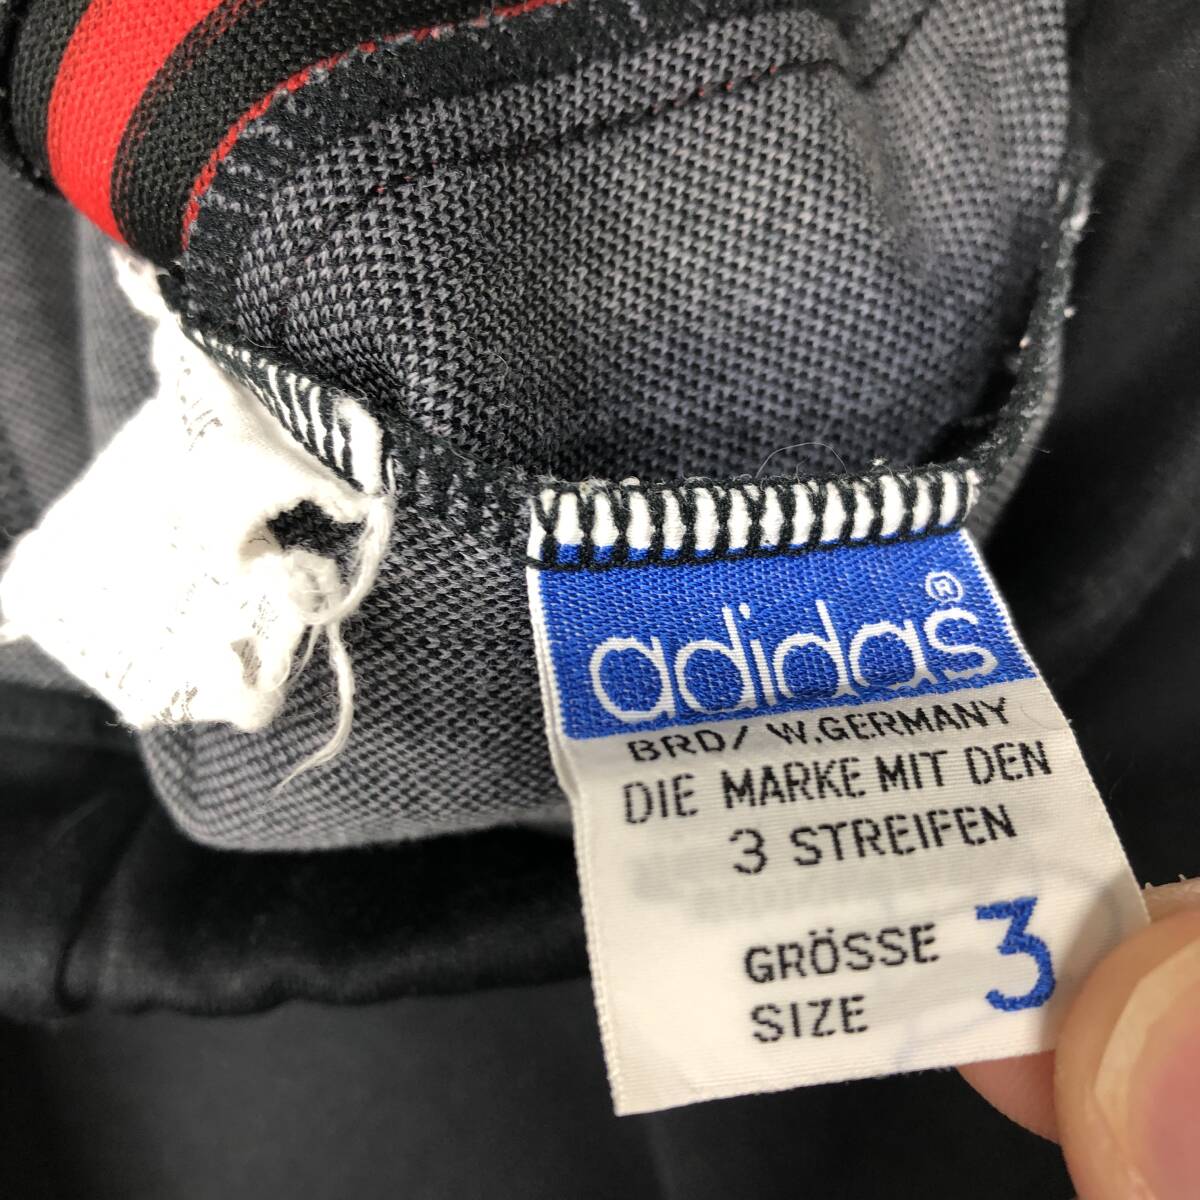 adidas®
BRD/ W.GERMANY
DIE MARKE MIT DEN
3 STREIFEN
GRÖSSE 3
SIZE